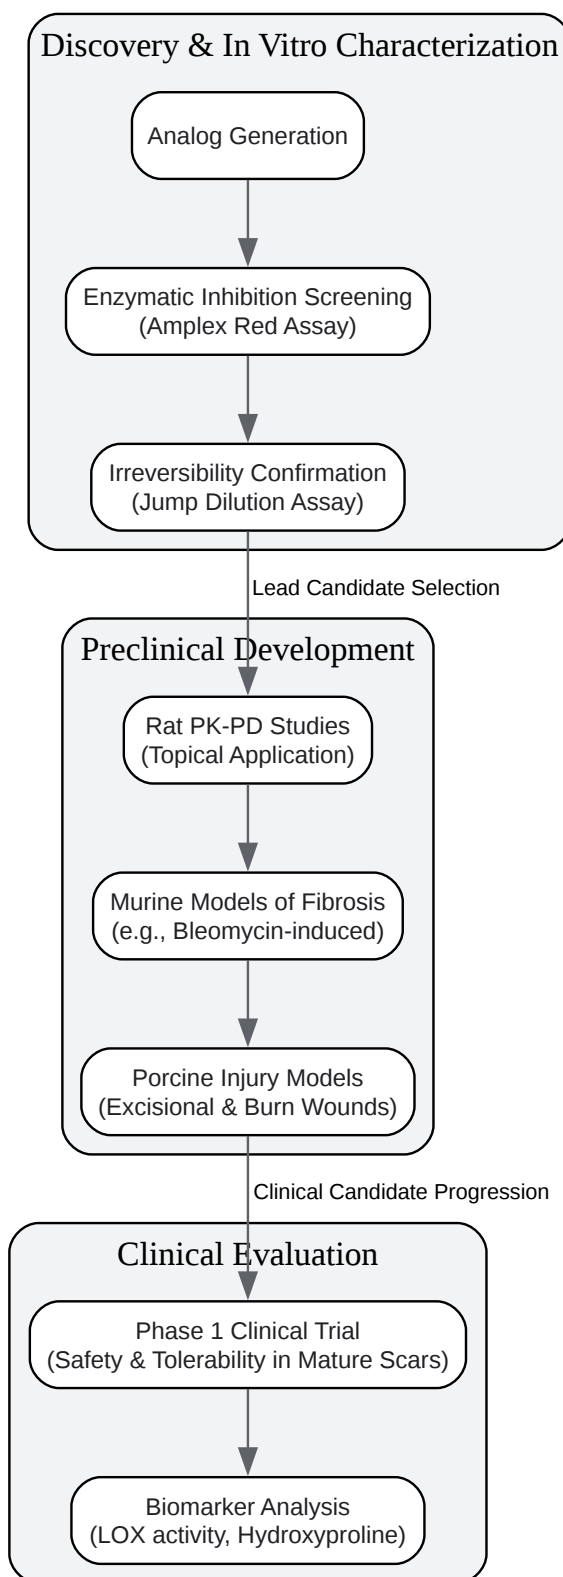 Discovery & In Vitro Characterization
Analog Generation
Enzymatic Inhibition Screening
(Amplex Red Assay)
Irreversibility Confirmation
(Jump Dilution Assay)
Lead Candidate Selection
Preclinical Development
Rat PK-PD Studies
(Topical Application)
Murine Models of Fibrosis
(e.g., Bleomycin-induced)
Porcine Injury Models
(Excisional & Burn Wounds)
Clinical Candidate Progression
Clinical Evaluation
Phase 1 Clinical Trial
(Safety & Tolerability in Mature Scars)
Biomarker Analysis
(LOX activity, Hydroxyproline)